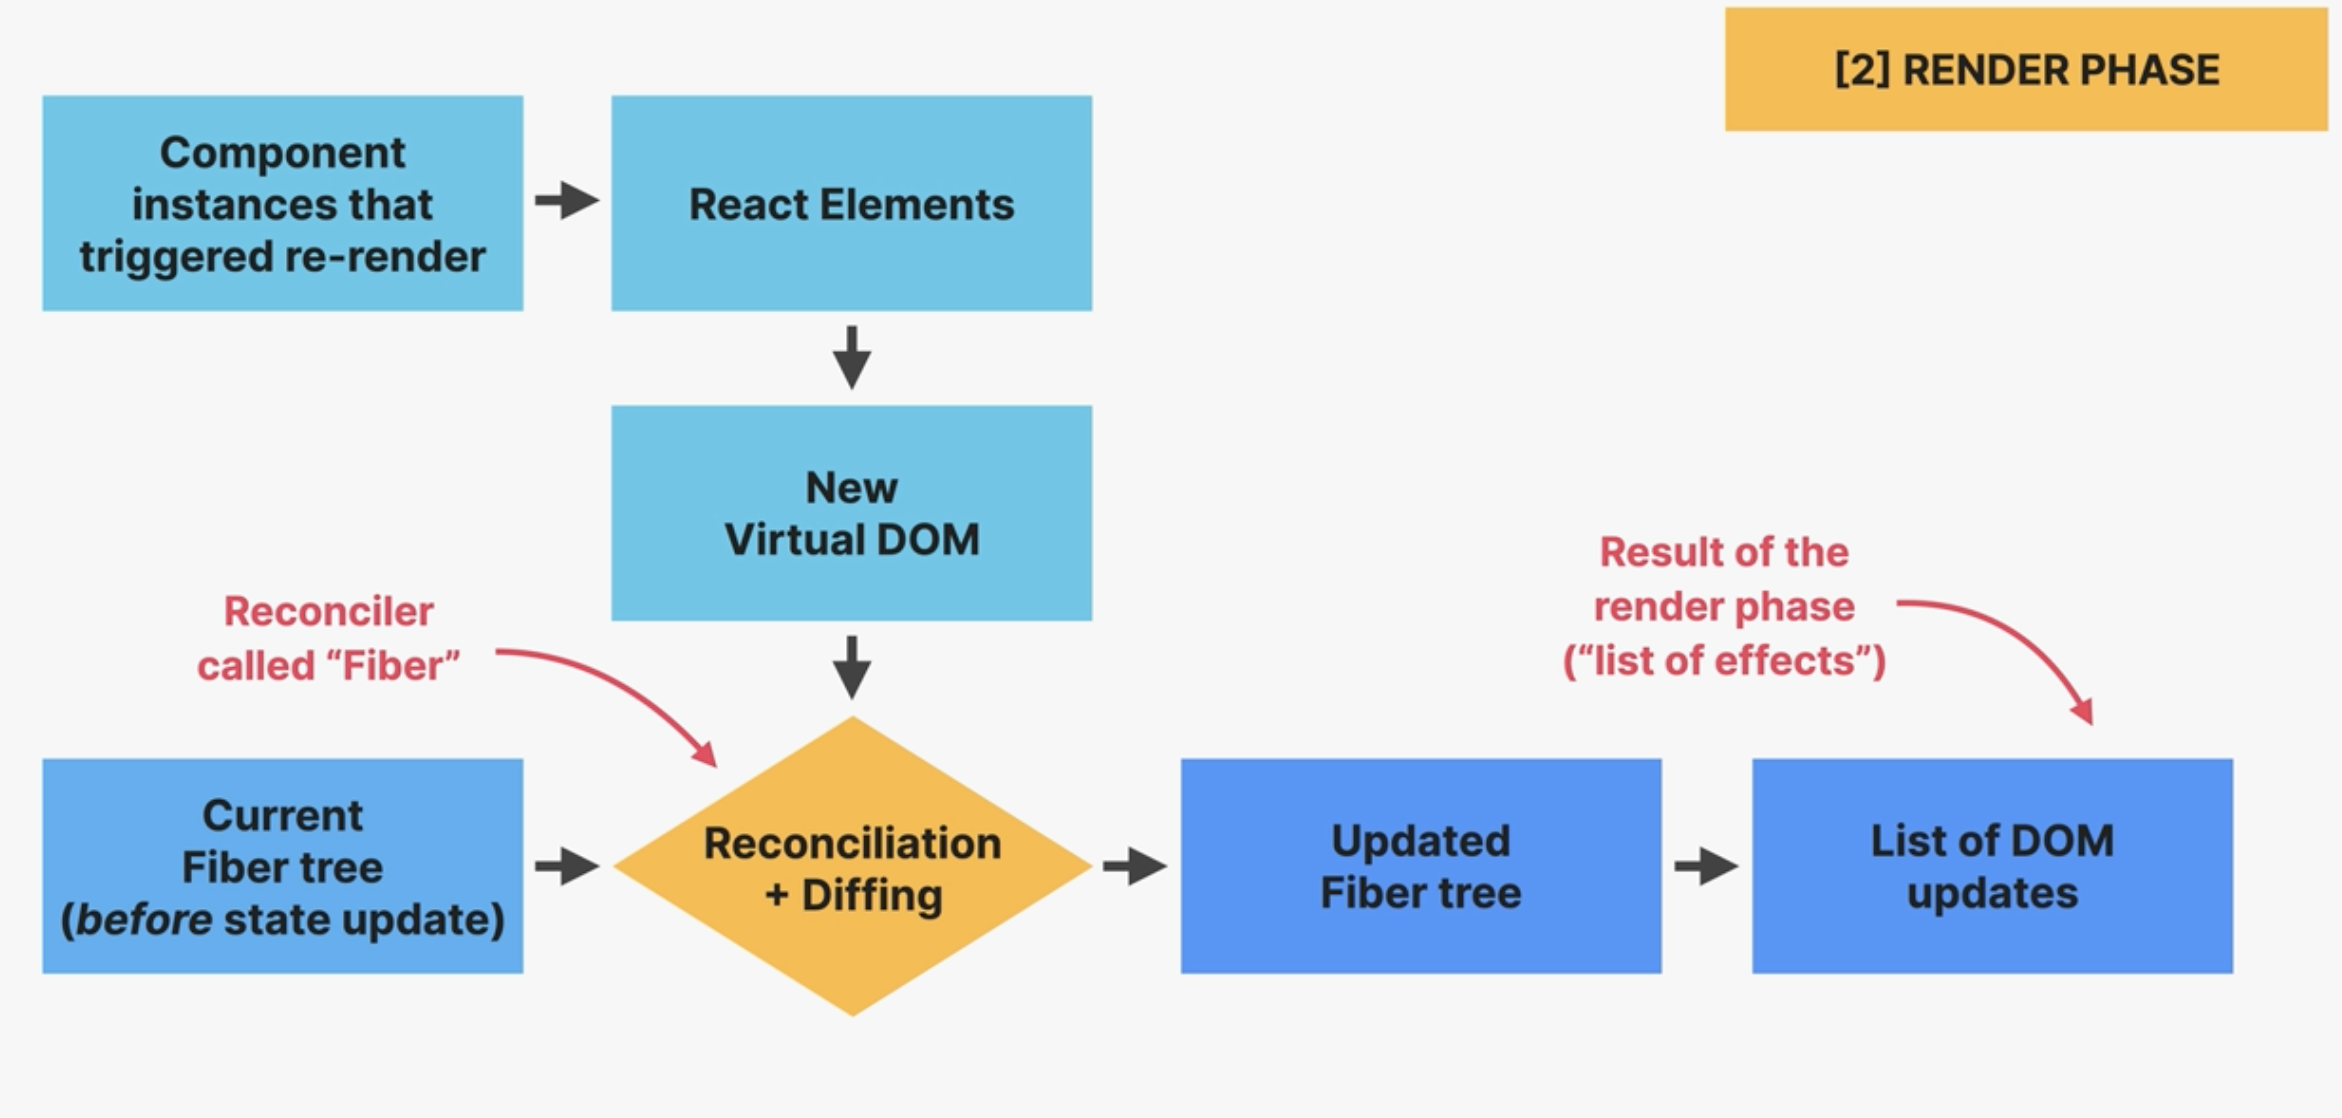 [2] RENDER PHASE
Component
instances that
triggered re-render
React Elements
New
Virtual DOM
Reconciler
called “Fiber”
Result of the
render phase
(“list of effects”)
Current
Fiber tree
(before state update)
Reconciliation
+ Diffing
Updated
Fiber tree
List of DOM
updates